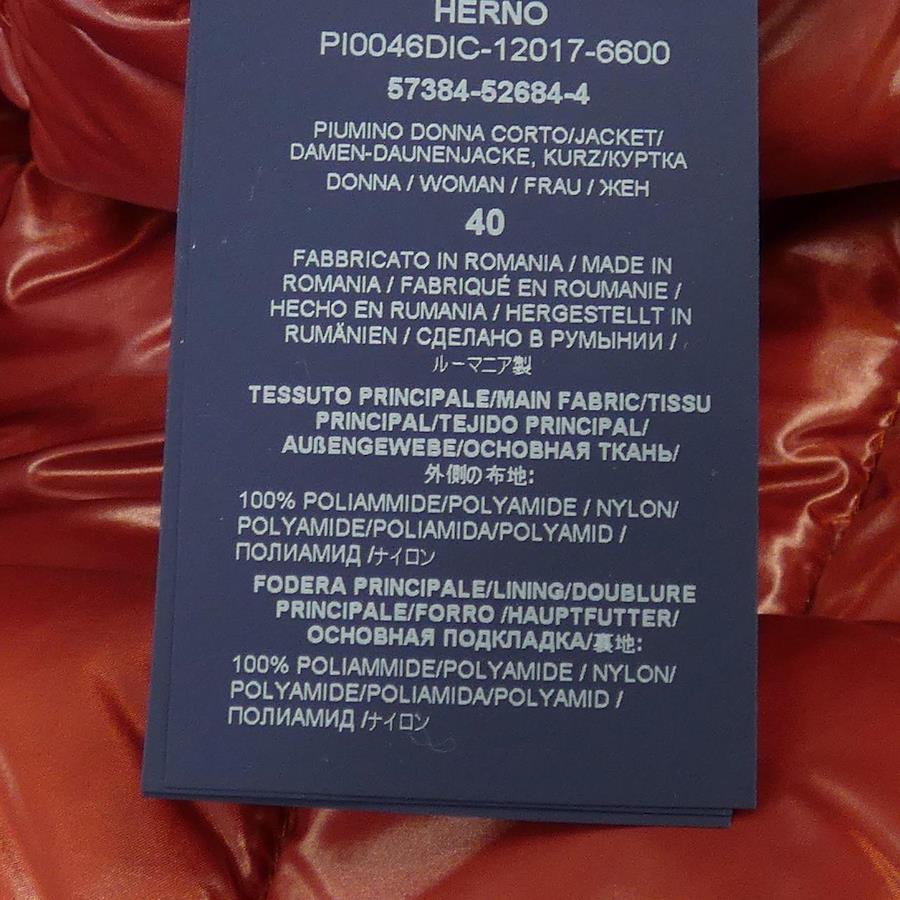 HERNO
PI0046DIC-12017-6600
57384-52684-4
PIUMINO DONNA CORTO/JACKET/
DAMEN-DAUNENJACKE, KURZ/КУРТКА
DONNA / WOMAN / FRAU / ЖЕН
40
FABBRICATO IN ROMANIA / MADE IN
ROMANIA / FABRIQUÉ EN ROUMANIE /
HECHO EN RUMANIA / HERGESTELLT IN
RUMÄNIEN / СДЕЛАНО В РУМЫНИИ /
ルーマニア製
TESSUTO PRINCIPALE/MAIN FABRIC/TISSU
PRINCIPAL/TEJIDO PRINCIPAL/
AUßENGEWEBE/ОСНОВНАЯ ТКАНЬ/
外側の布地:
100% POLIAMMIDE/POLYAMIDE / NYLON/
POLYAMIDE/POLIAMIDA/POLYAMID /
ПОЛИАМИД /ナイロン
FODERA PRINCIPALE/LINING/DOUBLURE
PRINCIPALE/FORRO /HAUPTFUTTER/
ОСНОВНАЯ ПОДКЛАДКА/裏地:
100% POLIAMMIDE/POLYAMIDE / NYLON/
POLYAMIDE/POLIAMIDA/POLYAMID /
ПОЛИАМИД /ナイロン